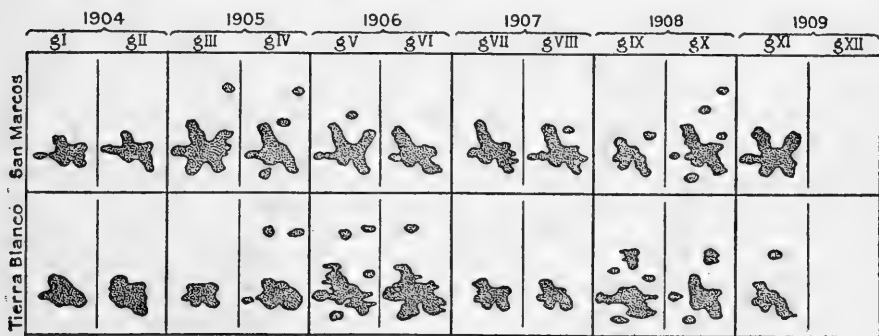 1904 1905 1906 1907 1908 1909
gI gII gIII gIV gV gVI gVII gVIII gIX gX gXI gXII
San Marcos
Tierra Blanco